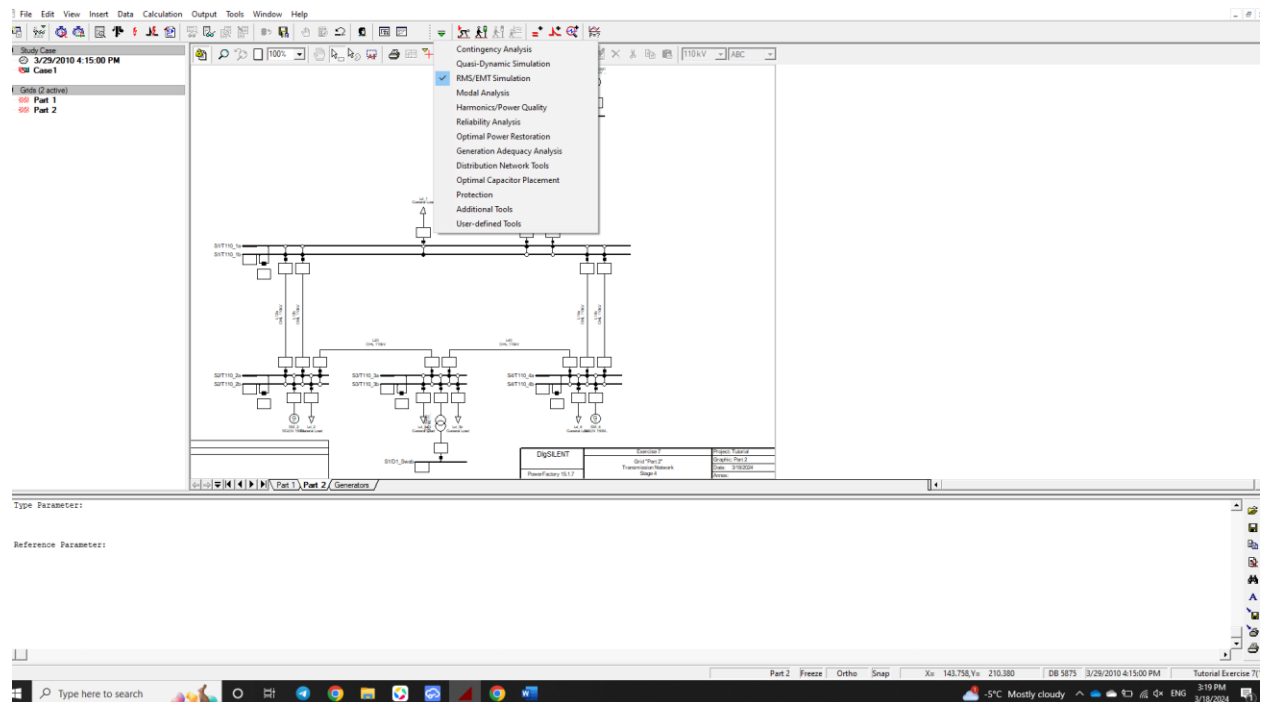 File Edit View Insert Data Calculation Output Tools Window Help
Study Case
3/29/2010 4:15:00 PM
Case1
Grids (2 active)
Part 1
Part 2
100%
110 kV
ABC
Contingency Analysis
Quasi-Dynamic Simulation
RMS/EMT Simulation
Modal Analysis
Harmonics/Power Quality
Reliability Analysis
Optimal Power Restoration
Generation Adequacy Analysis
Distribution Network Tools
Optimal Capacitor Placement
Protection
Additional Tools
User-defined Tools
S1/T110_1a
S1/T110_1b
S2/T110_2a
S2/T110_2b
S3/T110_3a
S3/T110_3b
S4/T110_4a
S4/T110_4b
S1D1_Swab
DIgSILENT
PowerFactory 15.1.7
Exercise 7
Grid "Part 2"
Transmission Network
Stage 4
Project: Tutorial
Graphic: Part 2
Date: 3/18/2024
Annex:
Part 1 Part 2 Generators
Type Parameter:
Reference Parameter:
Part 2 Freeze Ortho Snap X= 143.758,Y= 210.380 DB 5875 3/29/2010 4:15:00 PM Tutorial Exercise 7(
Type here to search
-5°C Mostly cloudy
ENG
3:19 PM
3/18/2024